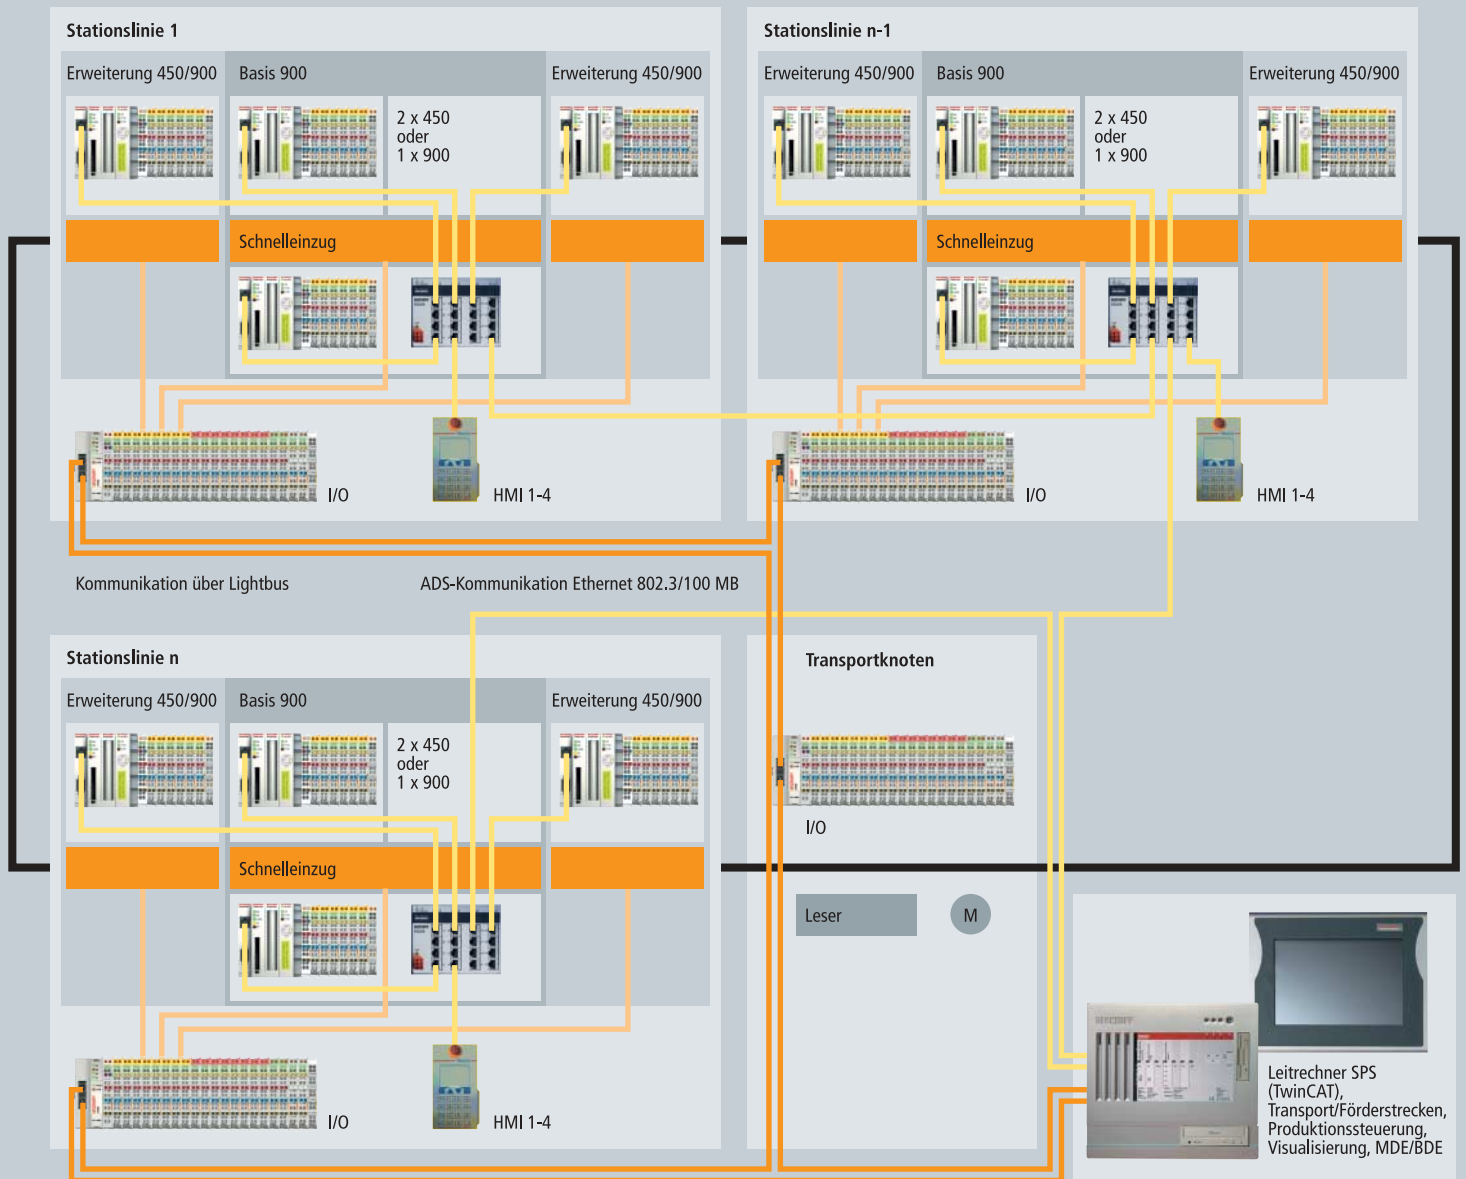 Stationslinie 1
Erweiterung 450/900
Basis 900
Erweiterung 450/900
2 x 450
oder
1 x 900
Schnelleinzug
I/O
HMI 1-4
Stationslinie n-1
Erweiterung 450/900
Basis 900
Erweiterung 450/900
2 x 450
oder
1 x 900
Schnelleinzug
I/O
HMI 1-4
Kommunikation über Lightbus
ADS-Kommunikation Ethernet 802.3/100 MB
Stationslinie n
Erweiterung 450/900
Basis 900
Erweiterung 450/900
2 x 450
oder
1 x 900
Schnelleinzug
I/O
HMI 1-4
Transportknoten
I/O
Leser
M
BECKHOFF
Leitrechner SPS
(TwinCAT),
Transport/Förderstrecken,
Produktionssteuerung,
Visualisierung, MDE/BDE